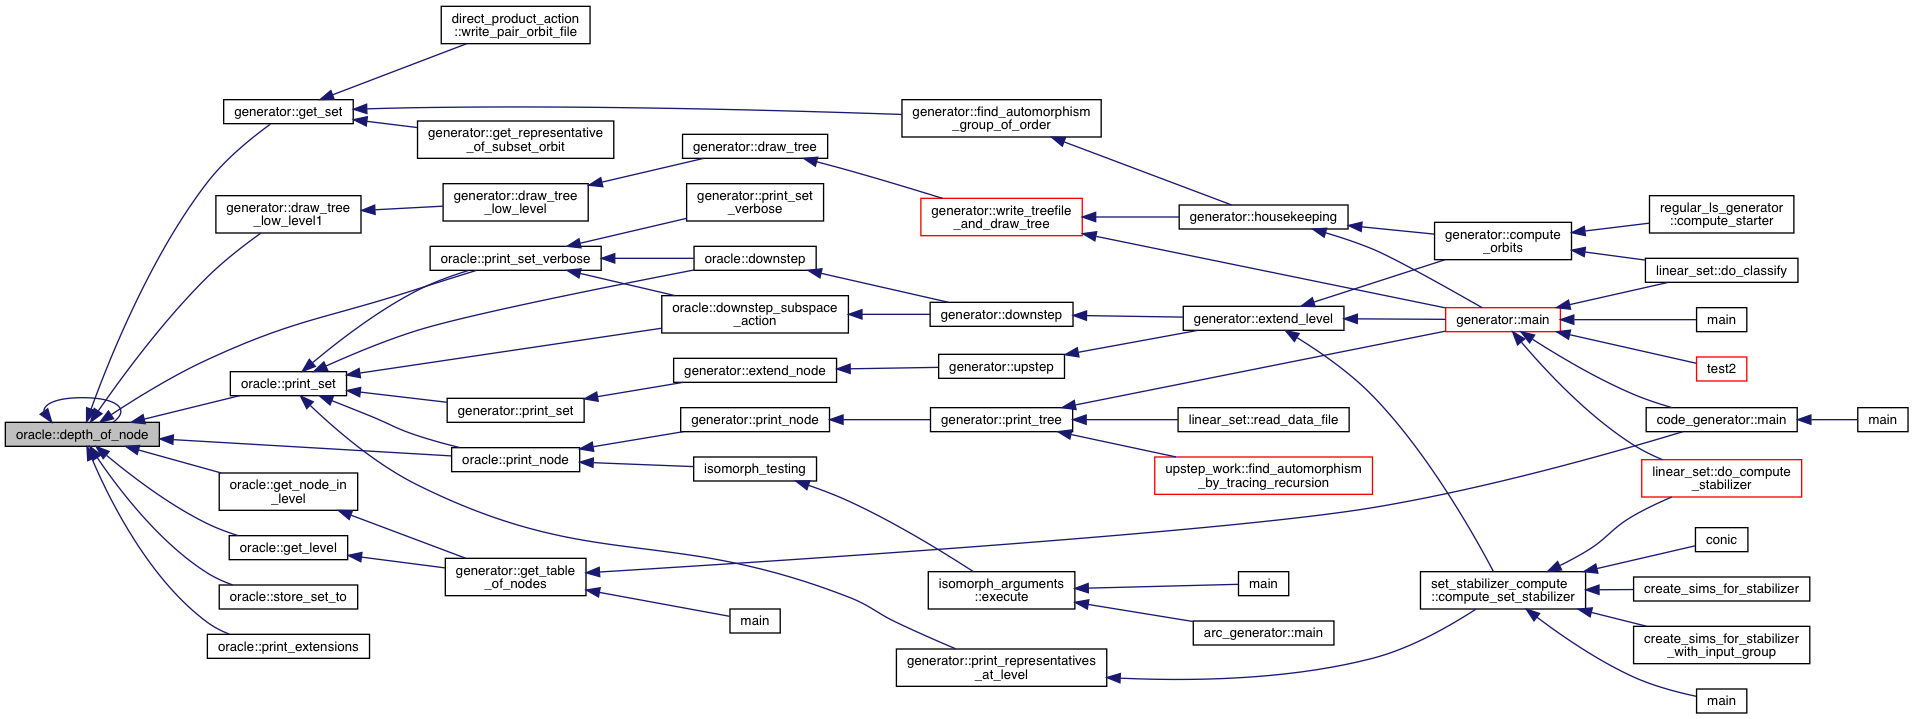 direct_product_action
::write_pair_orbit_file
generator::get_set
generator::get_representative
_of_subset_orbit
generator::find_automorphism
_group_of_order
generator::draw_tree
generator::draw_tree
_low_level1
generator::draw_tree
_low_level
generator::print_set
_verbose
generator::write_treefile
_and_draw_tree
generator::housekeeping
regular_ls_generator
::compute_starter
generator::compute
_orbits
oracle::print_set_verbose
oracle::downstep
linear_set::do_classify
oracle::downstep_subspace
_action
generator::downstep
generator::extend_level
generator::main
main
oracle::print_set
generator::extend_node
generator::upstep
test2
generator::print_set
generator::print_node
generator::print_tree
linear_set::read_data_file
code_generator::main
main
oracle::depth_of_node
oracle::print_node
isomorph_testing
upstep_work::find_automorphism
_by_tracing_recursion
linear_set::do_compute
_stabilizer
oracle::get_node_in
_level
oracle::get_level
conic
generator::get_table
_of_nodes
isomorph_arguments
::execute
main
set_stabilizer_compute
::compute_set_stabilizer
create_sims_for_stabilizer
oracle::store_set_to
main
arc_generator::main
create_sims_for_stabilizer
_with_input_group
oracle::print_extensions
generator::print_representatives
_at_level
main